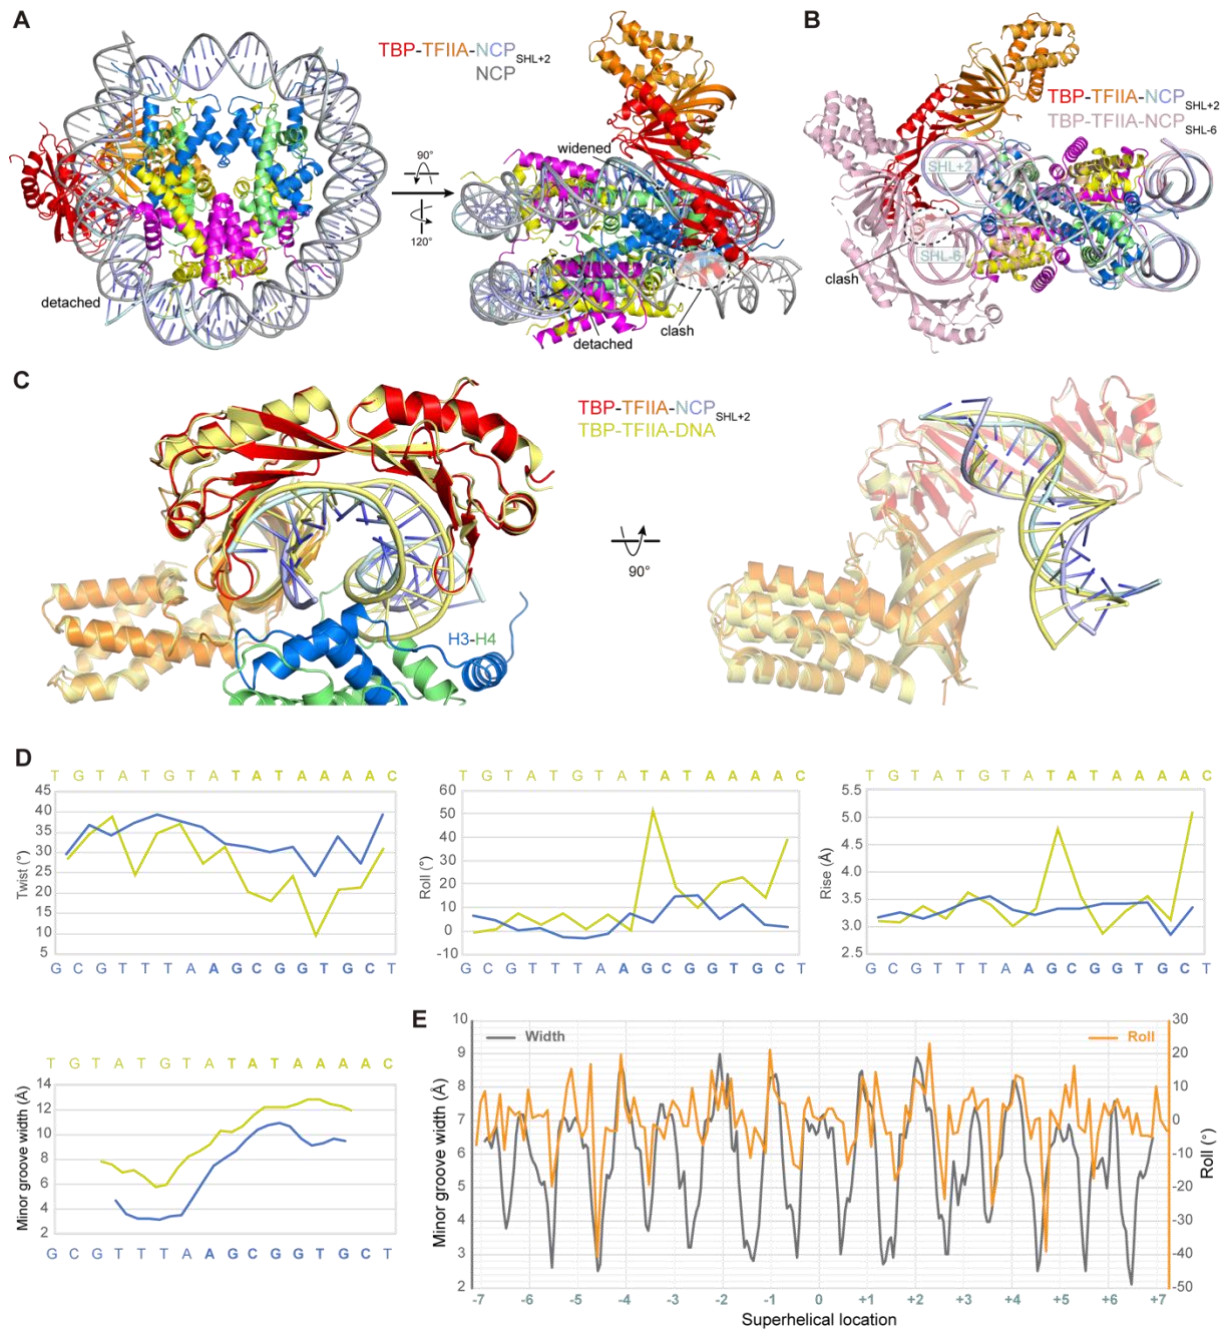 A
TBP-TFIIA-NCP SHL+2
NCP
90°
120°
detached
widened
clash
detached
B
TBP-TFIIA-NCP SHL+2
TBP-TFIIA-NCP SHL-6
SHL+2
SHL-6
clash
C
TBP-TFIIA-NCP SHL+2
TBP-TFIIA-DNA
H3-H4
90°
D
T G T A T G T A T A T A A A A C
45
40
35
30
25
20
15
10
5
Twist (°)
G C G T T T A A G C G G T G C T
T G T A T G T A T A T A A A A C
60
50
40
30
20
10
0
-10
Roll (°)
G C G T T T A A G C G G T G C T
T G T A T G T A T A T A A A A C
5.5
5.0
4.5
4.0
3.5
3.0
2.5
Rise (Å)
G C G T T T A A G C G G T G C T
T G T A T G T A T A T A A A A C
14
12
10
8
6
4
2
Minor groove width (Å)
G C G T T T A A G C G G T G C T
E
Width
Roll
10
9
8
7
6
5
4
3
2
Minor groove width (Å)
30
20
10
0
-10
-20
-30
-40
-50
Roll (°)
-7 -6 -5 -4 -3 -2 -1 0 +1 +2 +3 +4 +5 +6 +7
Superhelical location